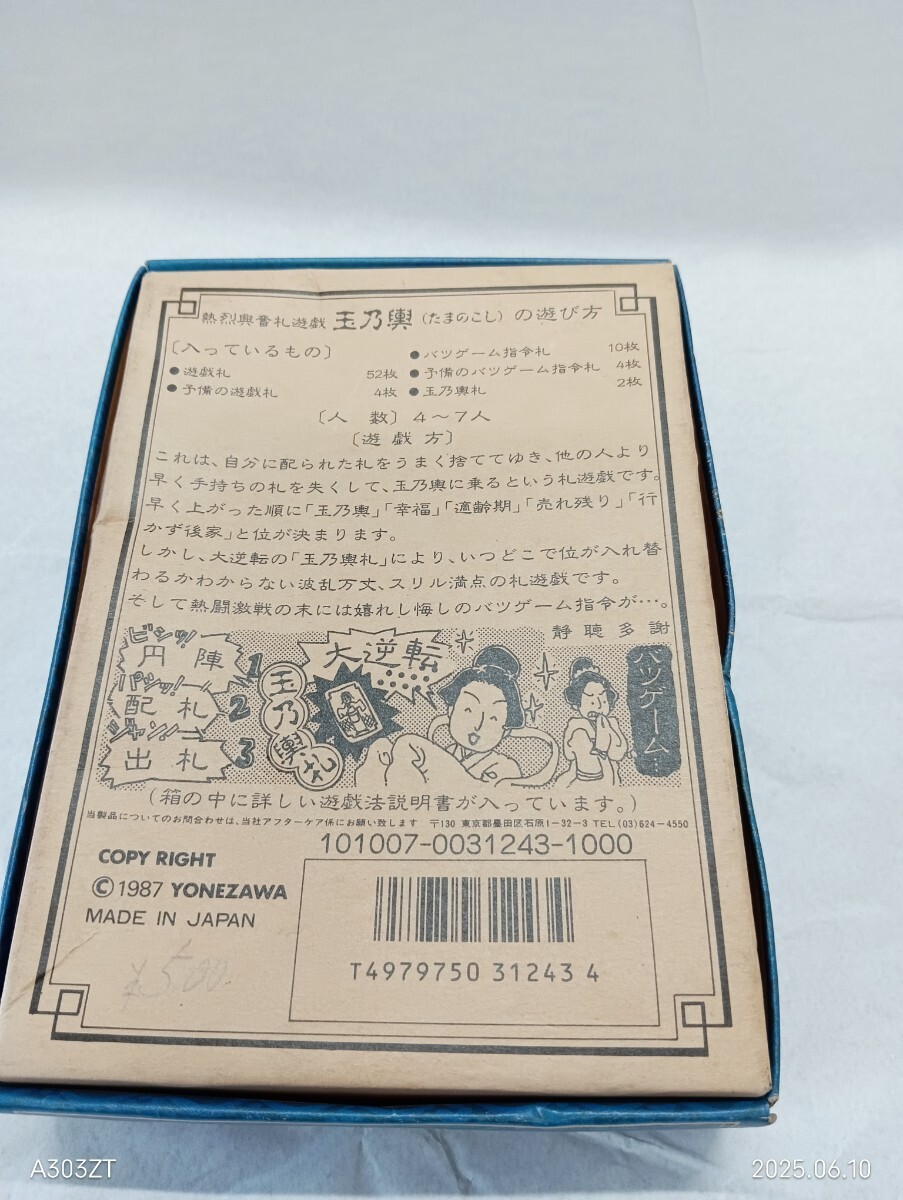 熱烈興奮札遊戯 玉乃輿(たまのこし)の遊び方
〔入っているもの〕
●遊戯札 52枚
●予備の遊戯札 4枚
●バツゲーム指令札 10枚
●予備のバツゲーム指令札 4枚
●玉乃輿札 2枚
〔人 数〕4〜7人
〔遊戯方〕
これは、自分に配られた札をうまく捨ててゆき、他の人より
早く手持ちの札を失くして、玉乃輿に乗るという札遊戯です。
早く上がった順に「玉乃輿」「幸福」「適齢期」「売れ残り」「行
かず後家」と位が決まります。
しかし、大逆転の「玉乃輿札」により、いつどこで位が入れ替
わるかわからない波乱万丈、スリル満点の札遊戯です。
そして熱闘激戦の末には嬉れし悔しのバツゲーム指令が…。
静聴多謝
ビシッ!
円陣 1
パシッ!
配札 2
ジャン!
出札 3
玉乃輿札
大逆転
バツゲーム…
(箱の中に詳しい遊戯法説明書が入っています。)
当製品についてのお問合わせは、当社アフターケア係にお願い致します 〒130 東京都墨田区石原1-32-3 TEL(03)624-4550
101007-0031243-1000
COPY RIGHT
©1987 YONEZAWA
MADE IN JAPAN
¥500.
T4979750 31243 4
A303ZT
2025.06.10